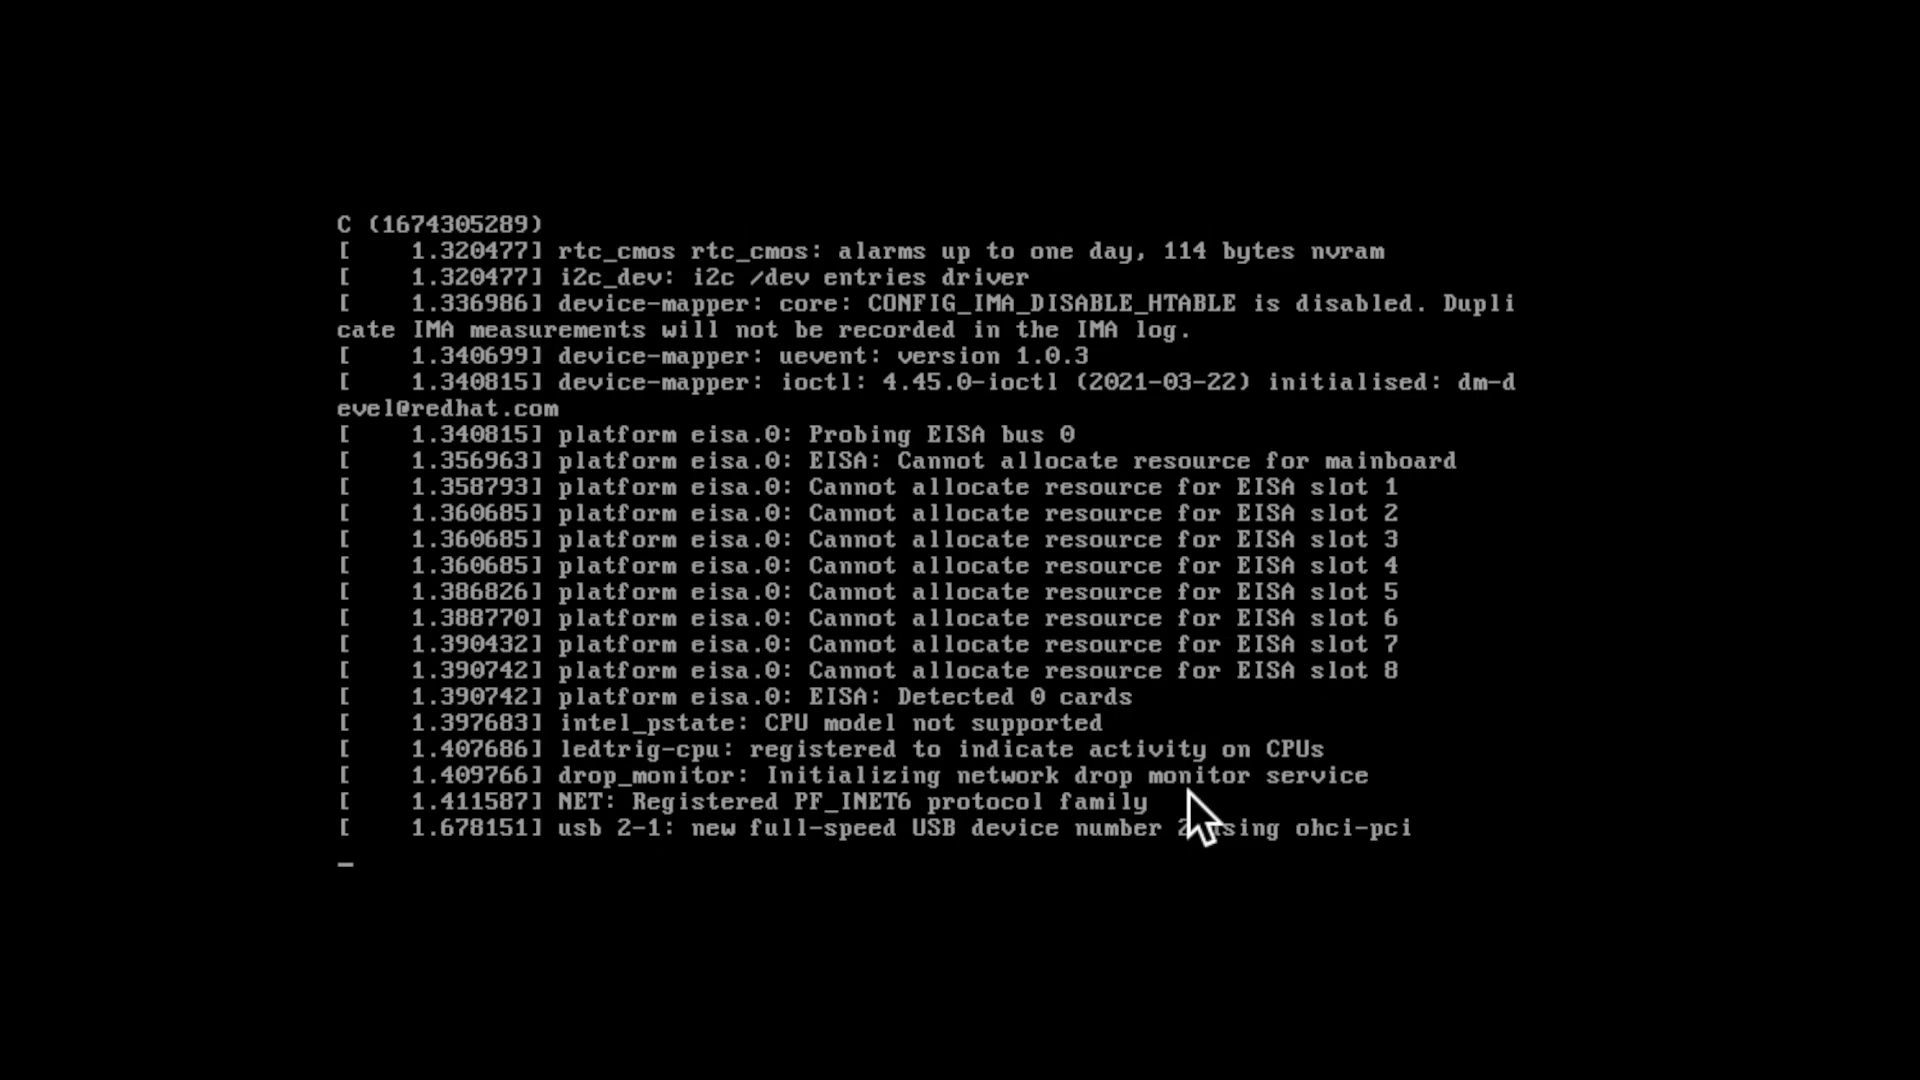 C (1674305289)
[    1.320477] rtc_cmos rtc_cmos: alarms up to one day, 114 bytes nvram
[    1.320477] i2c_dev: i2c /dev entries driver
[    1.336986] device-mapper: core: CONFIG_IMA_DISABLE_HTABLE is disabled. Dupli
cate IMA measurements will not be recorded in the IMA log.
[    1.340699] device-mapper: uevent: version 1.0.3
[    1.340815] device-mapper: ioctl: 4.45.0-ioctl (2021-03-22) initialised: dm-d
evel@redhat.com
[    1.340815] platform eisa.0: Probing EISA bus 0
[    1.356963] platform eisa.0: EISA: Cannot allocate resource for mainboard
[    1.358793] platform eisa.0: Cannot allocate resource for EISA slot 1
[    1.360685] platform eisa.0: Cannot allocate resource for EISA slot 2
[    1.360685] platform eisa.0: Cannot allocate resource for EISA slot 3
[    1.360685] platform eisa.0: Cannot allocate resource for EISA slot 4
[    1.386826] platform eisa.0: Cannot allocate resource for EISA slot 5
[    1.388770] platform eisa.0: Cannot allocate resource for EISA slot 6
[    1.390432] platform eisa.0: Cannot allocate resource for EISA slot 7
[    1.390742] platform eisa.0: Cannot allocate resource for EISA slot 8
[    1.390742] platform eisa.0: EISA: Detected 0 cards
[    1.397683] intel_pstate: CPU model not supported
[    1.407686] ledtrig-cpu: registered to indicate activity on CPUs
[    1.409766] drop_monitor: Initializing network drop monitor service
[    1.411587] NET: Registered PF_INET6 protocol family
[    1.678151] usb 2-1: new full-speed USB device number 2 using ohci-pci
_